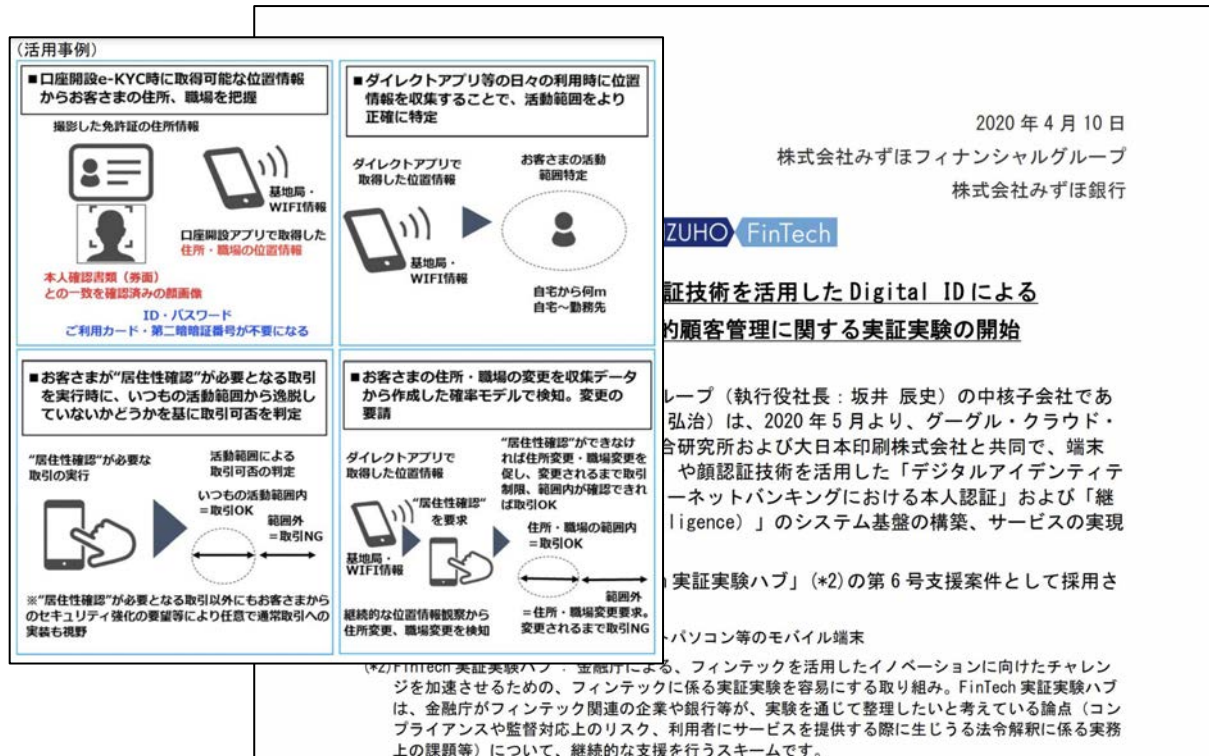 (活用事例)
■口座開設e-KYC時に取得可能な位置情報
からお客さまの住所、職場を把握
撮影した免許証の住所情報
基地局・
WIFI情報
口座開設アプリで取得した
住所・職場の位置情報
本人確認書類（券面）
との一致を確認済みの顔画像
ID・パスワード
ご利用カード・第二暗証番号が不要になる
■ダイレクトアプリ等の日々の利用時に位置
情報を収集することで、活動範囲をより
正確に特定
ダイレクトアプリで
取得した位置情報
基地局・
WIFI情報
お客さまの活動
範囲特定
自宅から何m
自宅～勤務先
■お客さまが“居住性確認”が必要となる取引
を実行時に、いつもの活動範囲から逸脱し
ていないかどうかを基に取引可否を判定
“居住性確認”が必要な
取引の実行
活動範囲による
取引可否の判定
いつもの活動範囲内
＝取引OK
範囲外
＝取引NG
※“居住性確認”が必要となる取引以外にもお客さまから
のセキュリティ強化の要望等により任意で通常取引への
実装も視野
■お客さまの住所・職場の変更を収集データ
から作成した確率モデルで検知。変更の
要請
ダイレクトアプリで
取得した位置情報
基地局・
WIFI情報
“居住性確認”
を要求
“居住性確認”ができなけ
れば住所変更・職場変更を
促し、変更されるまで取引
制限、範囲内が確認できれ
ば取引OK
住所・職場の範囲内
＝取引OK
範囲外
＝住所・職場変更要求。
変更されるまで取引NG
継続的な位置情報観察から
住所変更、職場変更を検知
2020年4月10日
株式会社みずほフィナンシャルグループ
株式会社みずほ銀行
ZUHO FinTech
証技術を活用したDigital IDによる
的顧客管理に関する実証実験の開始
ループ（執行役社長：坂井 辰史）の中核子会社であ
弘治）は、2020年5月より、グーグル・クラウド・
合研究所および大日本印刷株式会社と共同で、端末
や顔認証技術を活用した「デジタルアイデンティテ
ーネットバンキングにおける本人認証」および「継
ligence）」のシステム基盤の構築、サービスの実現
実証実験ハブ」(*2)の第6号支援案件として採用さ
トパソコン等のモバイル端末
(*2)FinTech実証実験ハブ ： 金融庁による、フィンテックを活用したイノベーションに向けたチャレン
ジを加速させるための、フィンテックに係る実証実験を容易にする取り組み。FinTech実証実験ハブ
は、金融庁がフィンテック関連の企業や銀行等が、実験を通じて整理したいと考えている論点（コン
プライアンスや監督対応上のリスク、利用者にサービスを提供する際に生じうる法令解釈に係る実務
上の課題等）について、継続的な支援を行うスキームです。